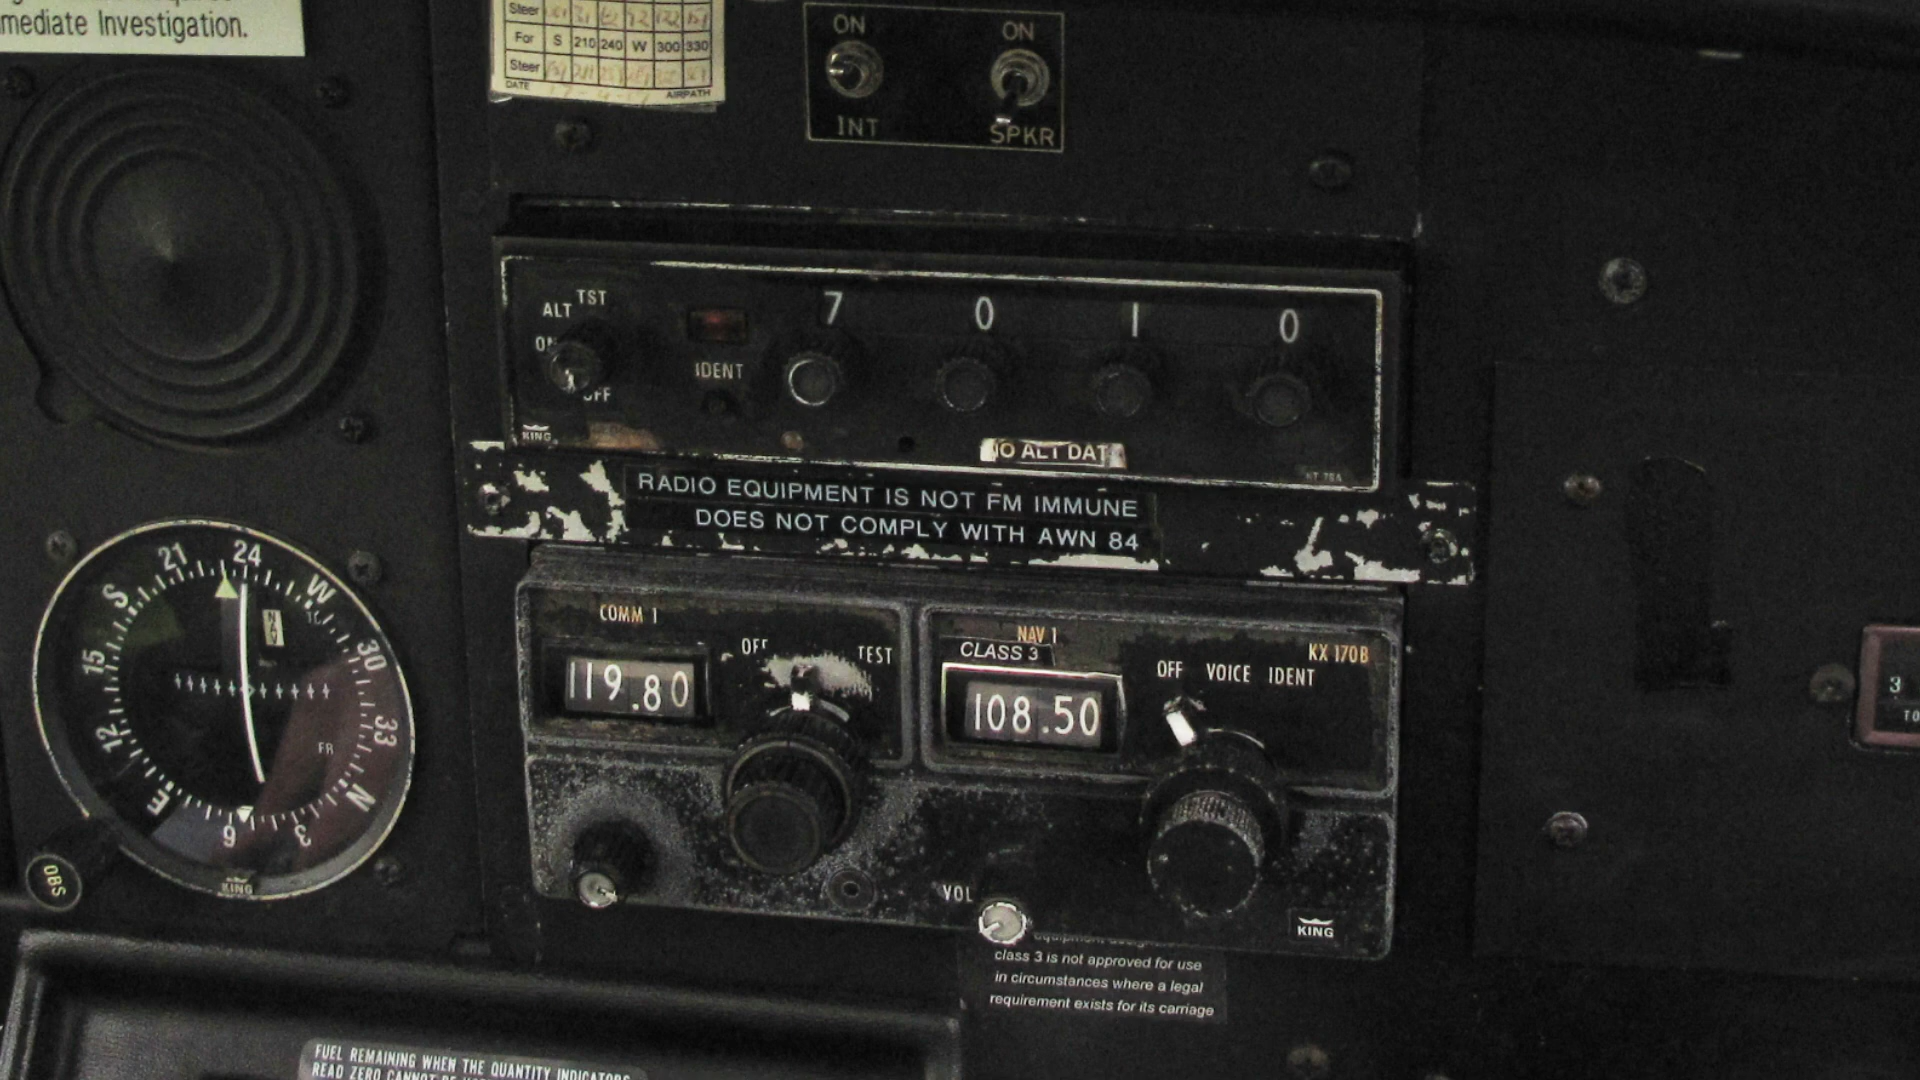 mediate Investigation.
Steer
For S 210 240 W 300 330
Steer
DATE AIRPATH
ON ON
INT SPKR
TST
ALT
ON
OFF
IDENT
7 0 1 0
KING
NO ALT DATA
RADIO EQUIPMENT IS NOT FM IMMUNE
DOES NOT COMPLY WITH AWN 84
21 24 W 30 33 N 3 6 E 12 15 S
NAV
FR
KING
OBS
COMM 1
OFF TEST
119.80
NAV 1
CLASS 3
KX 170B
OFF VOICE IDENT
108.50
VOL
KING
class 3 is not approved for use
in circumstances where a legal
requirement exists for its carriage
3
TO
FUEL REMAINING WHEN THE QUANTITY INDICATORS
READ ZERO CANNOT BE